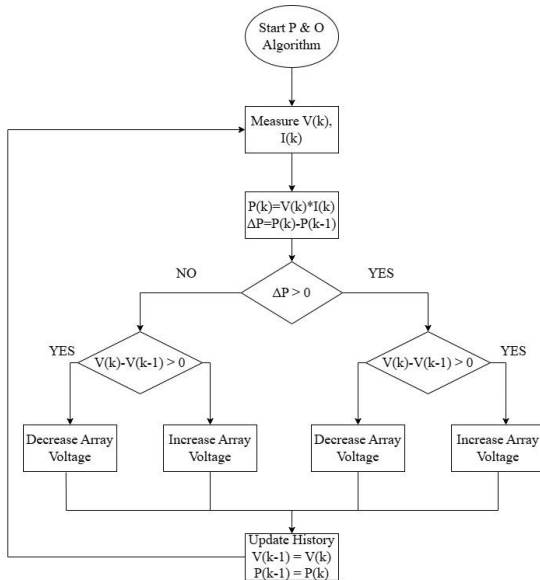 Start P & O
Algorithm
Measure V(k),
I(k)
P(k)=V(k)*I(k)
ΔP=P(k)-P(k-1)
NO
YES
ΔP > 0
YES
V(k)-V(k-1) > 0
V(k)-V(k-1) > 0
YES
Decrease Array
Voltage
Increase Array
Voltage
Decrease Array
Voltage
Increase Array
Voltage
Update History
V(k-1) = V(k)
P(k-1) = P(k)